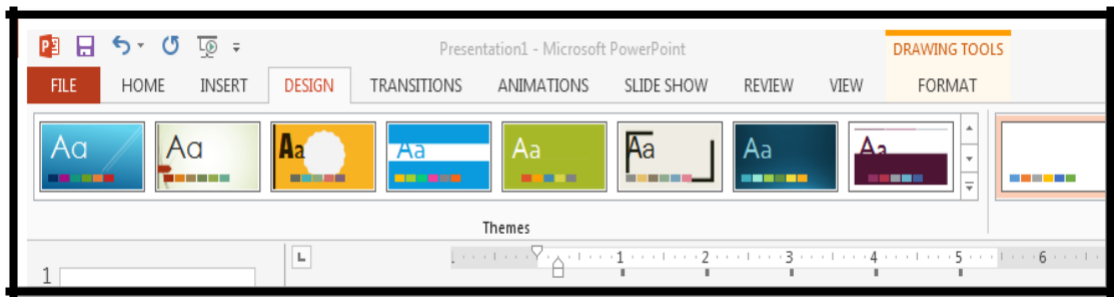 Presentation1 - Microsoft PowerPoint DRAWING TOOLS
FILE HOME INSERT DESIGN TRANSITIONS ANIMATIONS SLIDE SHOW REVIEW VIEW FORMAT
Aa Aa Aa Aa Aa Aa Aa Aa
Themes
L 1 2 3 4 5 6
1